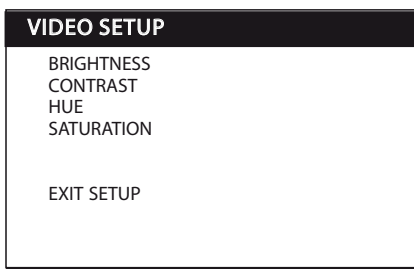 VIDEO SETUP
BRIGHTNESS
CONTRAST
HUE
SATURATION
EXIT SETUP